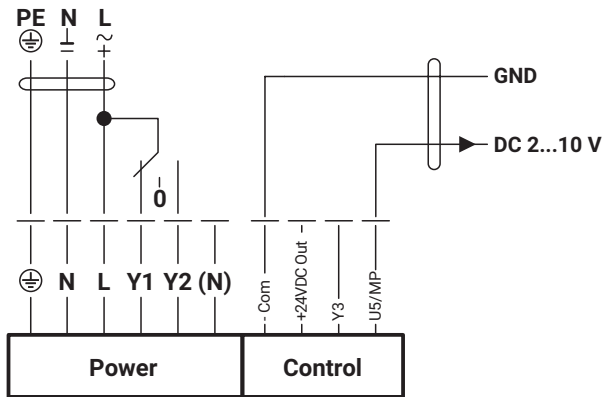 PE N L
GND
DC 2...10 V
0
N L Y1 Y2 (N)
- Com
+24VDC Out
Y3
U5/MP
Power
Control